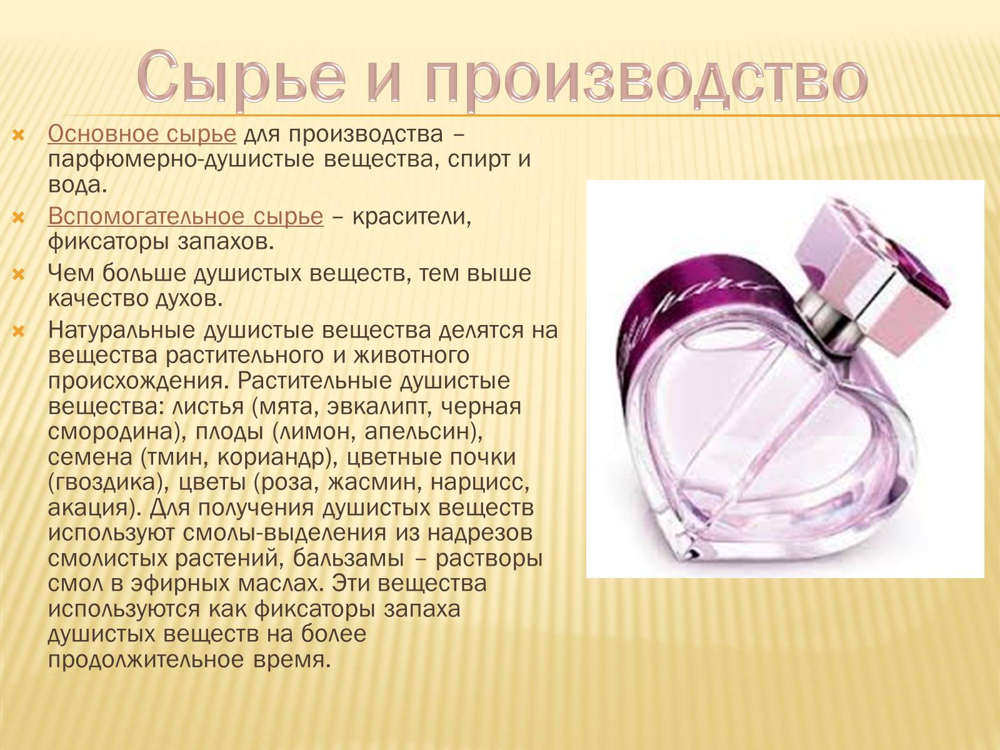 Сырье и производство
Основное сырье для производства –
парфюмерно-душистые вещества, спирт и
вода.
Вспомогательное сырье – красители,
фиксаторы запахов.
Чем больше душистых веществ, тем выше
качество духов.
Натуральные душистые вещества делятся на
вещества растительного и животного
происхождения. Растительные душистые
вещества: листья (мята, эвкалипт, черная
смородина), плоды (лимон, апельсин),
семена (тмин, кориандр), цветные почки
(гвоздика), цветы (роза, жасмин, нарцисс,
акация). Для получения душистых веществ
используют смолы-выделения из надрезов
смолистых растений, бальзамы – растворы
смол в эфирных маслах. Эти вещества
используются как фиксаторы запаха
душистых веществ на более
продолжительное время.